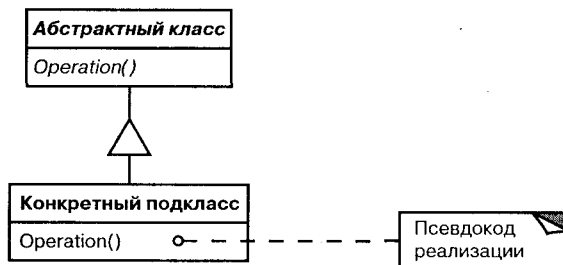 Абстрактный класс
Operation()
Конкретный подкласс
Operation()
Псевдокод
реализации